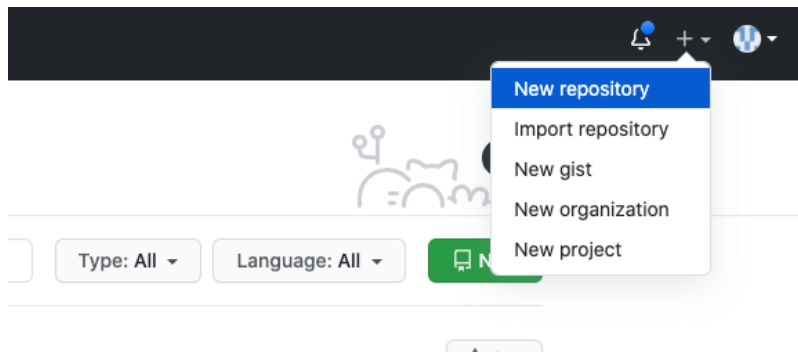 New repository
Import repository
New gist
New organization
New project
Type: All
Language: All